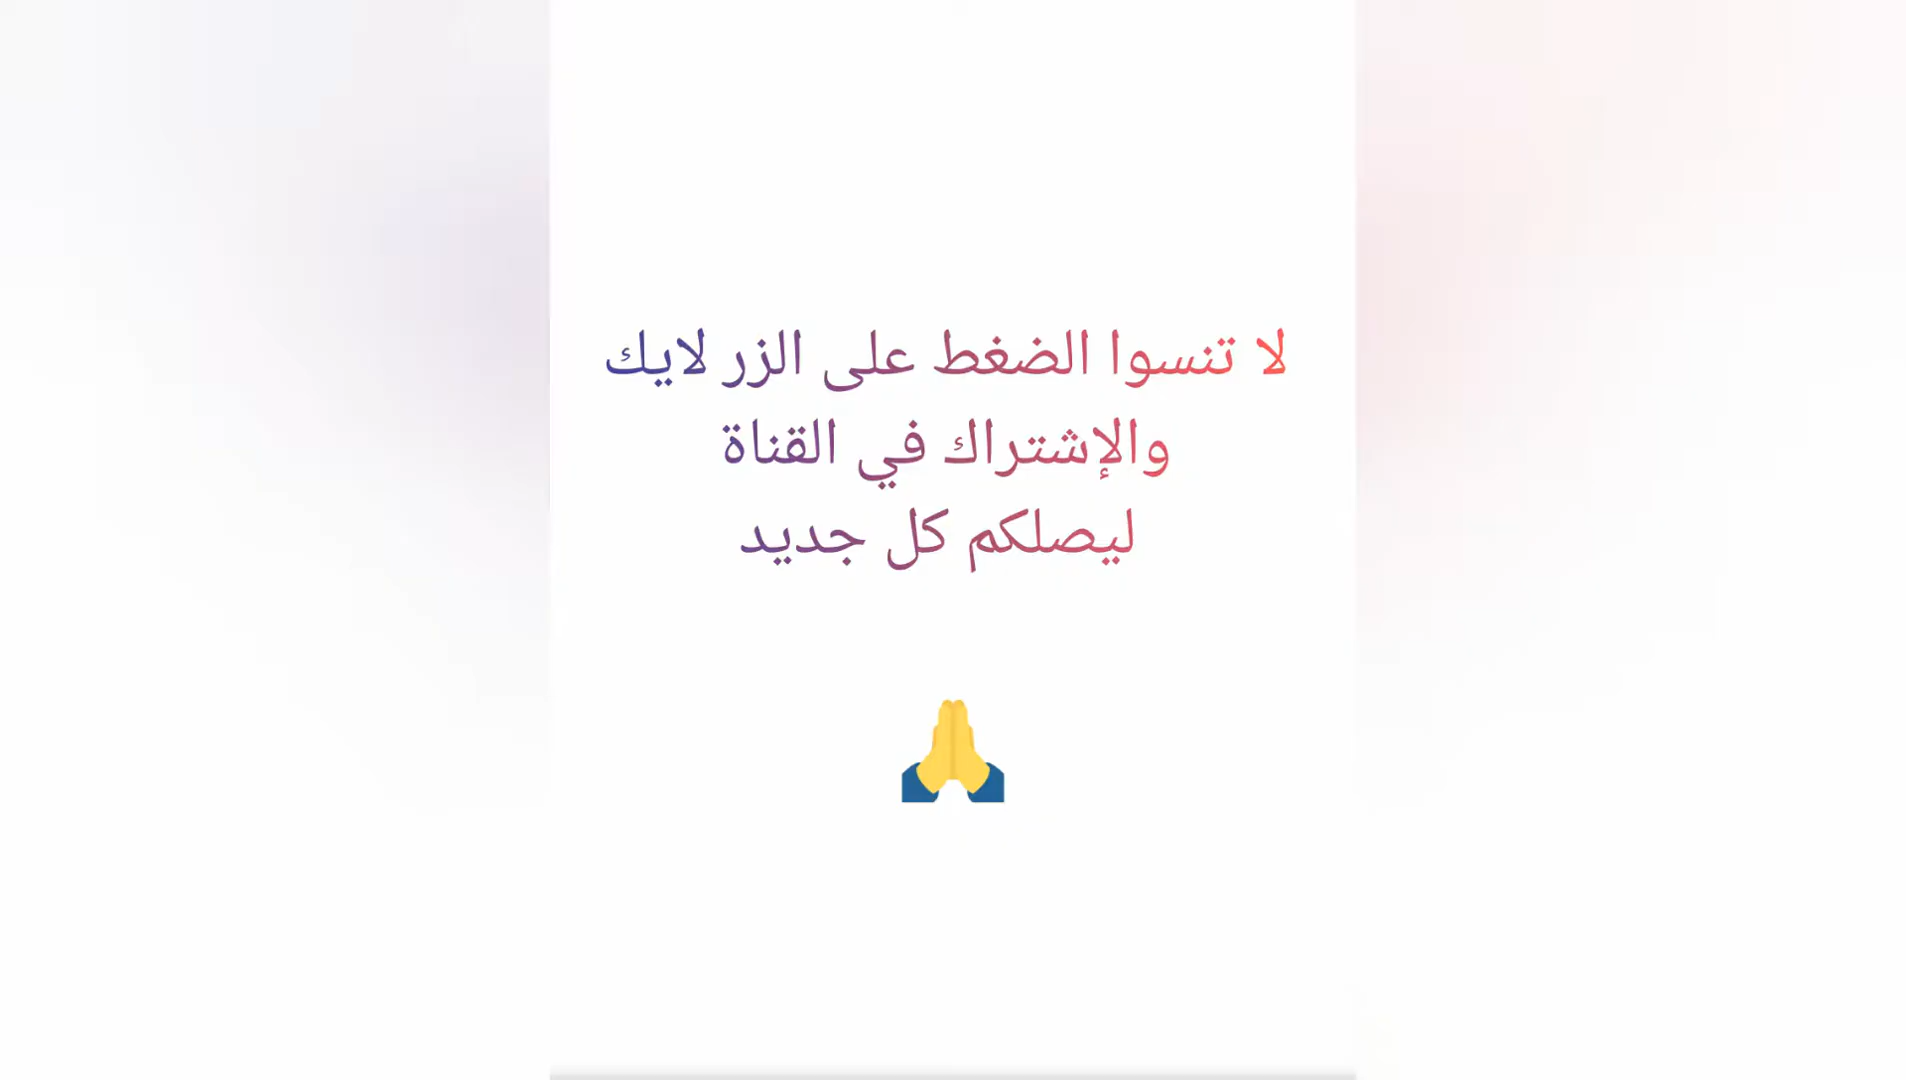 لا تنسوا الضغط على الزر لايك
والإشتراك في القناة
ليصلكم كل جديد